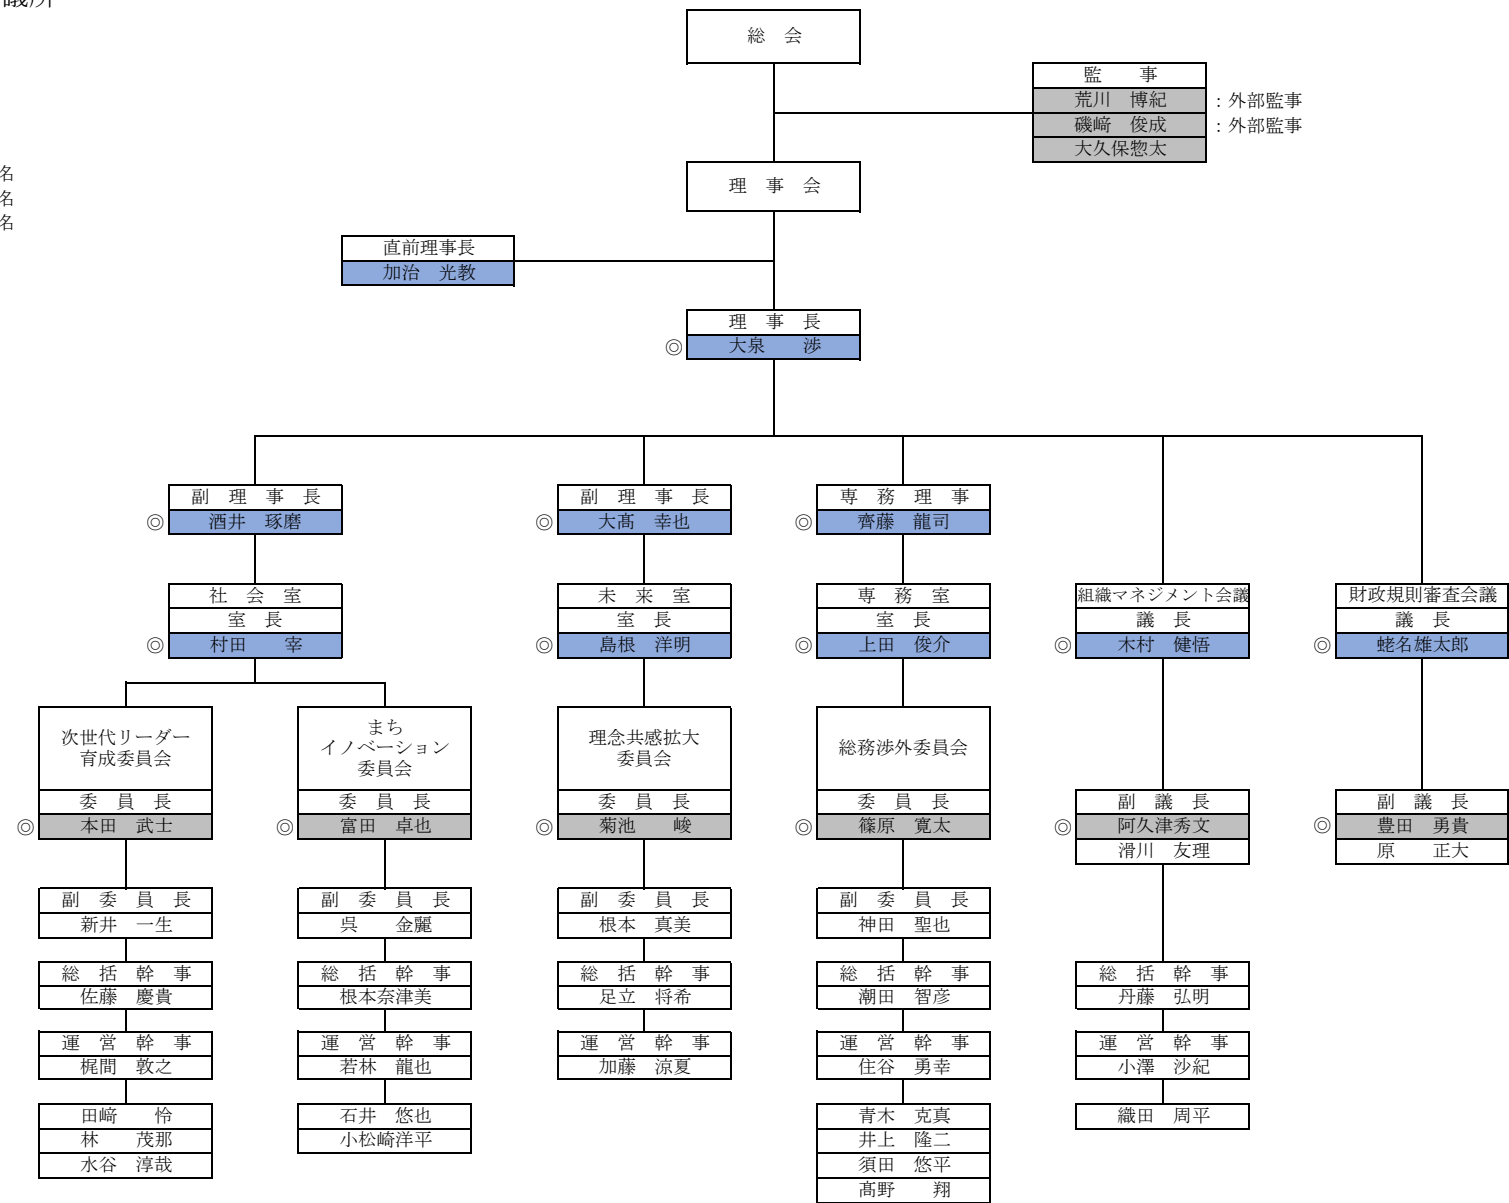 議所
総　会
監　　事
荒川　博紀　：外部監事
磯﨑　俊成　：外部監事
大久保惣太
名
名
名
理　事　会
直前理事長
加治　光教
理　事　長
◎ 大泉　　渉
副　理　事　長
◎ 酒井　琢磨
副　理　事　長
◎ 大髙　幸也
専　務　理　事
◎ 齊藤　龍司
社　会　室
室　長
◎ 村田　　宰
未　来　室
室　長
◎ 島根　洋明
専　務　室
室　長
◎ 上田　俊介
組織マネジメント会議
議　長
◎ 木村　健悟
財政規則審査会議
議　長
◎ 蛯名雄太郎
次世代リーダー
育成委員会
委　員　長
◎ 本田　武士
まち
イノベーション
委員会
委　員　長
◎ 富田　卓也
理念共感拡大
委員会
委　員　長
◎ 菊池　　峻
総務渉外委員会
委　員　長
◎ 篠原　寛太
副　議　長
◎ 阿久津秀文
滑川　友理
副　議　長
◎ 豊田　勇貴
原　　正大
副　委　員　長
新井　一生
副　委　員　長
呉　　金麗
副　委　員　長
根本　真美
副　委　員　長
神田　聖也
総　括　幹　事
佐藤　慶貴
総　括　幹　事
根本奈津美
総　括　幹　事
足立　将希
総　括　幹　事
潮田　智彦
総　括　幹　事
丹藤　弘明
運　営　幹　事
梶間　敦之
運　営　幹　事
若林　龍也
運　営　幹　事
加藤　涼夏
運　営　幹　事
住谷　勇幸
運　営　幹　事
小澤　沙紀
田﨑　　怜
林　　茂那
水谷　淳哉
石井　悠也
小松崎洋平
青木　克真
井上　隆二
須田　悠平
髙野　　翔
織田　周平